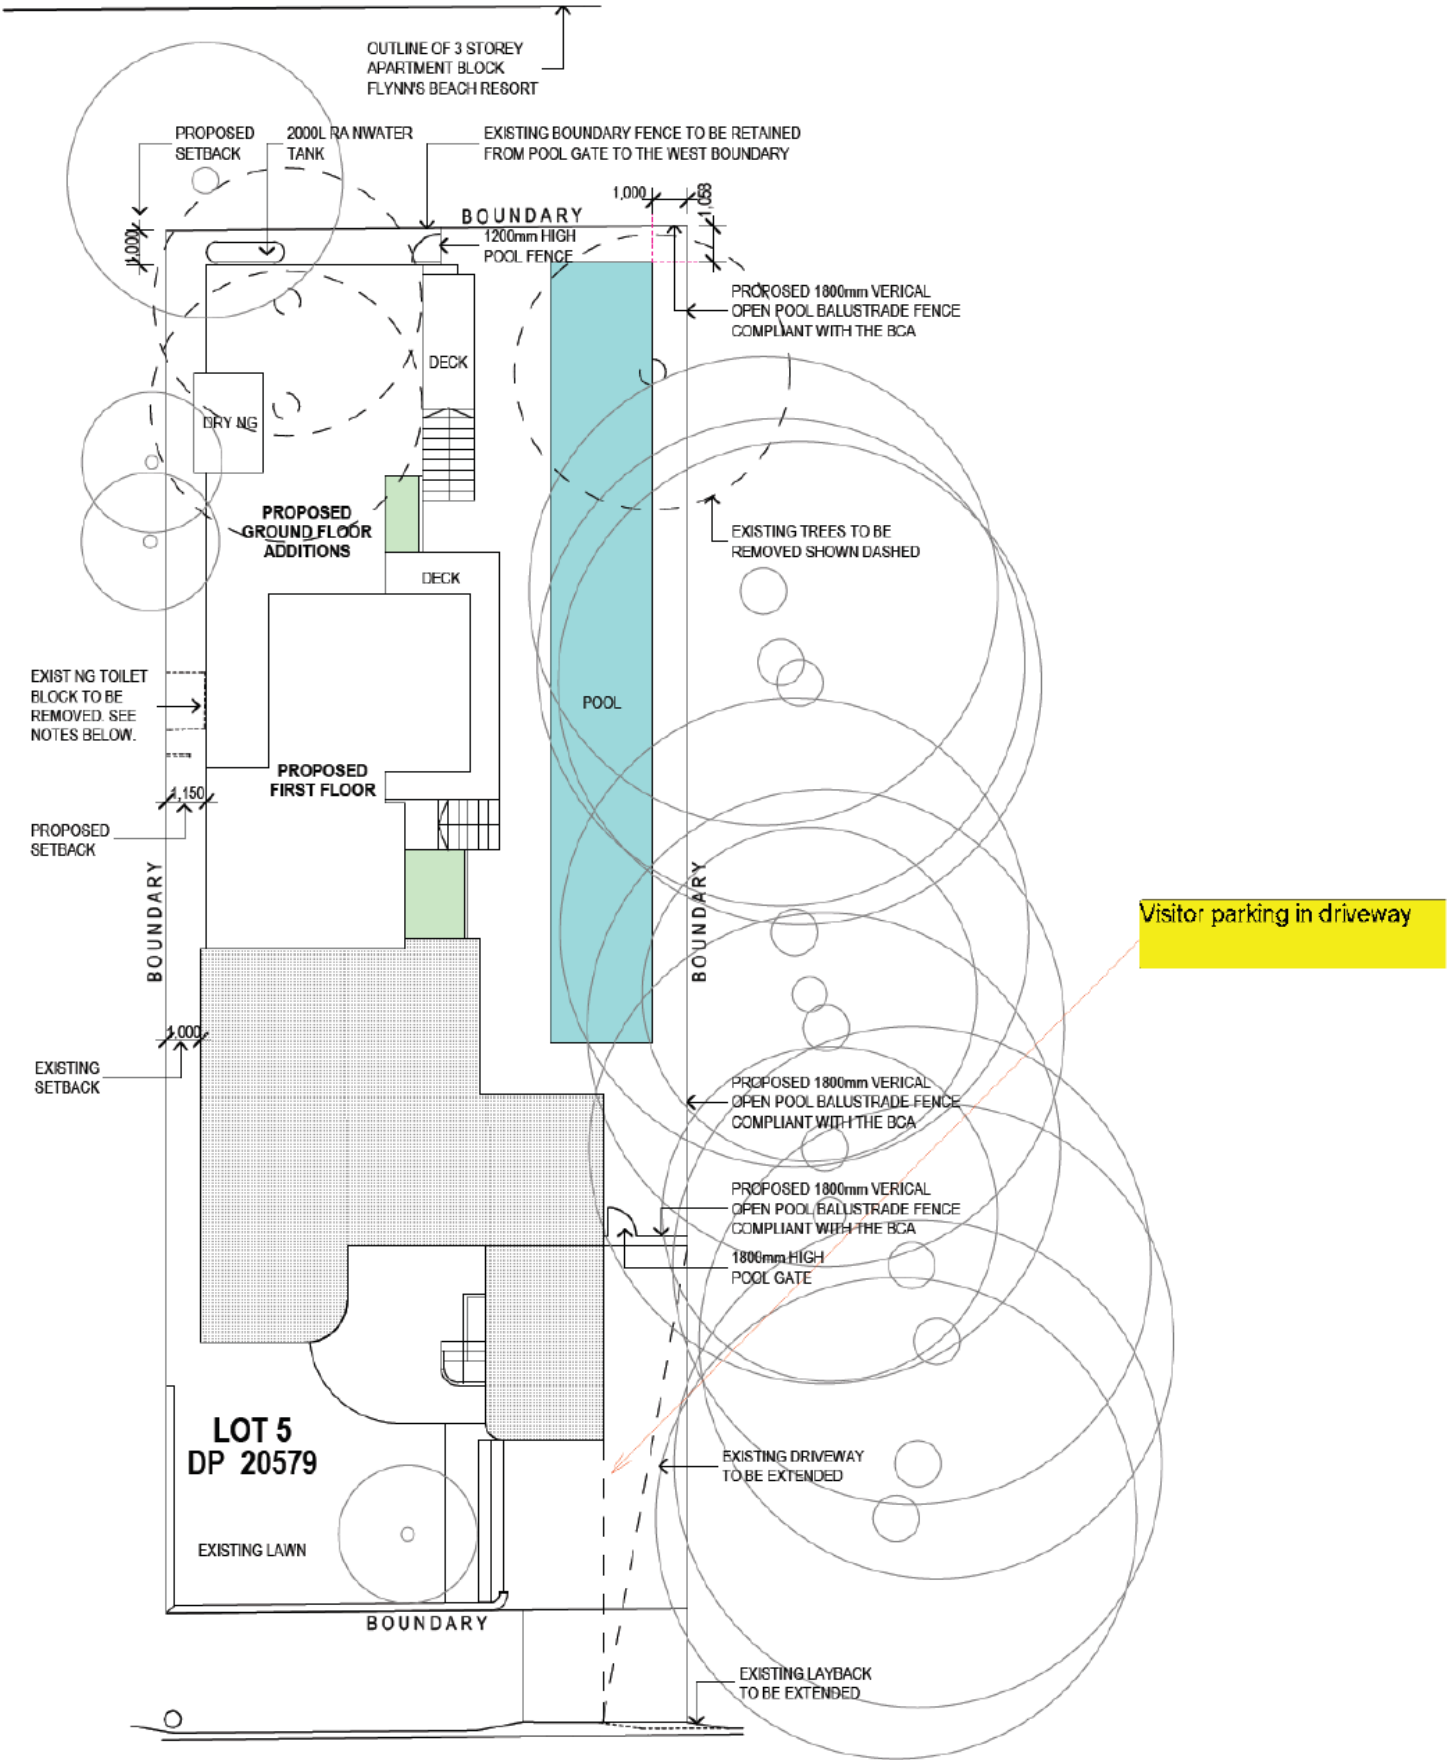 OUTLINE OF 3 STOREY
APARTMENT BLOCK
FLYNN'S BEACH RESORT
PROPOSED
SETBACK
2000L RA NWATER
TANK
EXISTING BOUNDARY FENCE TO BE RETAINED
FROM POOL GATE TO THE WEST BOUNDARY
1,000
1,058
BOUNDARY
1,000
1200mm HIGH
POOL FENCE
PROPOSED 1800mm VERICAL
OPEN POOL BALUSTRADE FENCE
COMPLIANT WITH THE BCA
DECK
DRY NG
PROPOSED
GROUND FLOOR
ADDITIONS
EXISTING TREES TO BE
REMOVED SHOWN DASHED
DECK
EXIST NG TOILET
BLOCK TO BE
REMOVED. SEE
NOTES BELOW.
POOL
PROPOSED
FIRST FLOOR
1,150
PROPOSED
SETBACK
BOUNDARY
BOUNDARY
Visitor parking in driveway
1,000
EXISTING
SETBACK
PROPOSED 1800mm VERICAL
OPEN POOL BALUSTRADE FENCE
COMPLIANT WITH THE BCA
PROPOSED 1800mm VERICAL
OPEN POOL BALUSTRADE FENCE
COMPLIANT WITH THE BCA
1800mm HIGH
POOL GATE
LOT 5
DP 20579
EXISTING DRIVEWAY
TO BE EXTENDED
EXISTING LAWN
BOUNDARY
EXISTING LAYBACK
TO BE EXTENDED